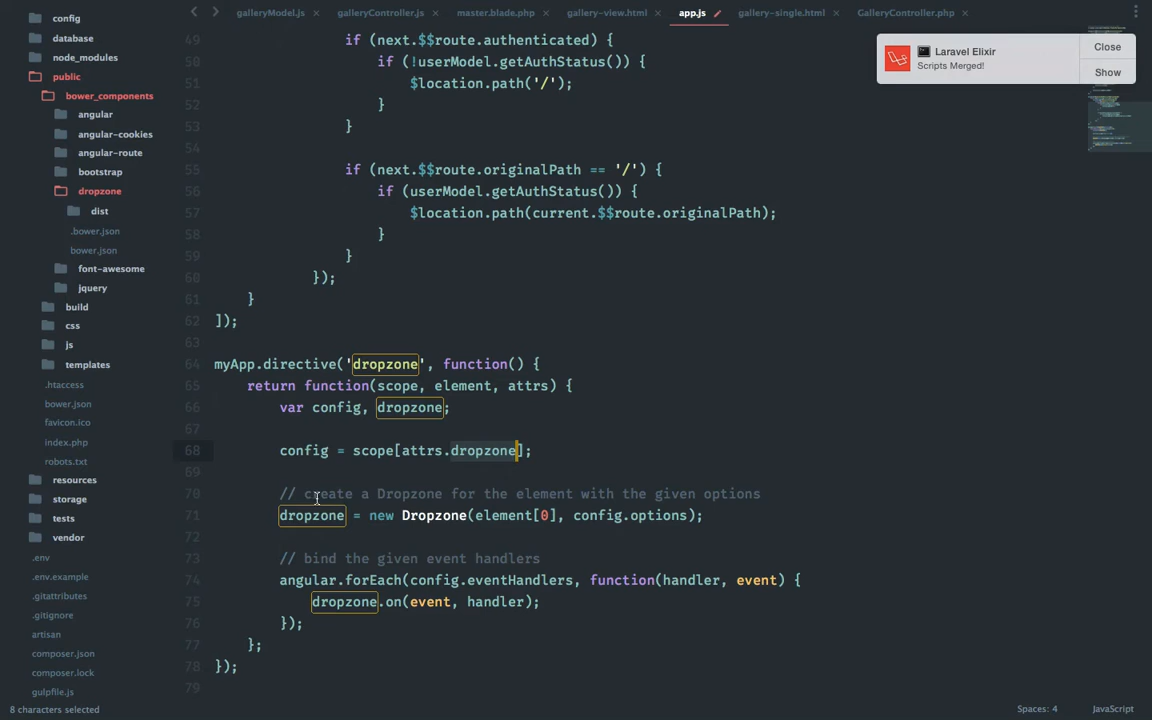 config
database
node_modules
public
bower_components
angular
angular-cookies
angular-route
bootstrap
dropzone
dist
.bower.json
bower.json
font-awesome
jquery
build
css
js
templates
.htaccess
bower.json
favicon.ico
index.php
robots.txt
resources
storage
tests
vendor
.env
.env.example
.gitattributes
.gitignore
artisan
composer.json
composer.lock
gulpfile.js
galleryModel.js × galleryController.js × master.blade.php × gallery-view.html × app.js gallery-single.html × GalleryController.php ×
Laravel Elixir
Scripts Merged!
Close
Show
49 if (next.$$route.authenticated) {
50 if (!userModel.getAuthStatus()) {
51 $location.path('/');
52 }
53 }
54
55 if (next.$$route.originalPath == '/') {
56 if (userModel.getAuthStatus()) {
57 $location.path(current.$$route.originalPath);
58 }
59 }
60 });
61 }
62 ]);
63
64 myApp.directive('dropzone', function() {
65 return function(scope, element, attrs) {
66 var config, dropzone;
67
68 config = scope[attrs.dropzone];
69
70 // create a Dropzone for the element with the given options
71 dropzone = new Dropzone(element[0], config.options);
72
73 // bind the given event handlers
74 angular.forEach(config.eventHandlers, function(handler, event) {
75 dropzone.on(event, handler);
76 });
77 };
78 });
79
8 characters selected Spaces: 4 JavaScript